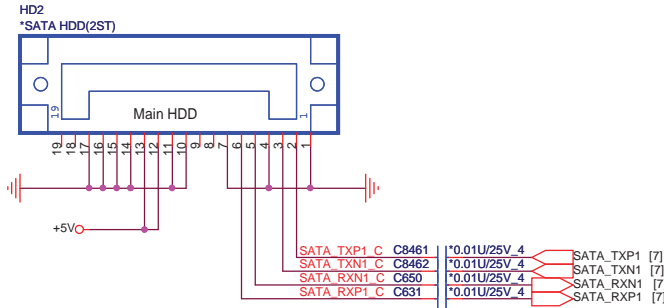 HD2
*SATA HDD(2ST)
19 1
Main HDD
19 18 17 16 15 14 13 12 11 10 9 8 7 6 5 4 3 2 1
+5V
SATA_TXP1_C C8461 *0.01U/25V_4 SATA_TXP1 [7]
SATA_TXN1_C C8462 *0.01U/25V_4 SATA_TXN1 [7]
SATA_RXN1_C C650 *0.01U/25V_4 SATA_RXN1 [7]
SATA_RXP1_C C631 *0.01U/25V_4 SATA_RXP1 [7]